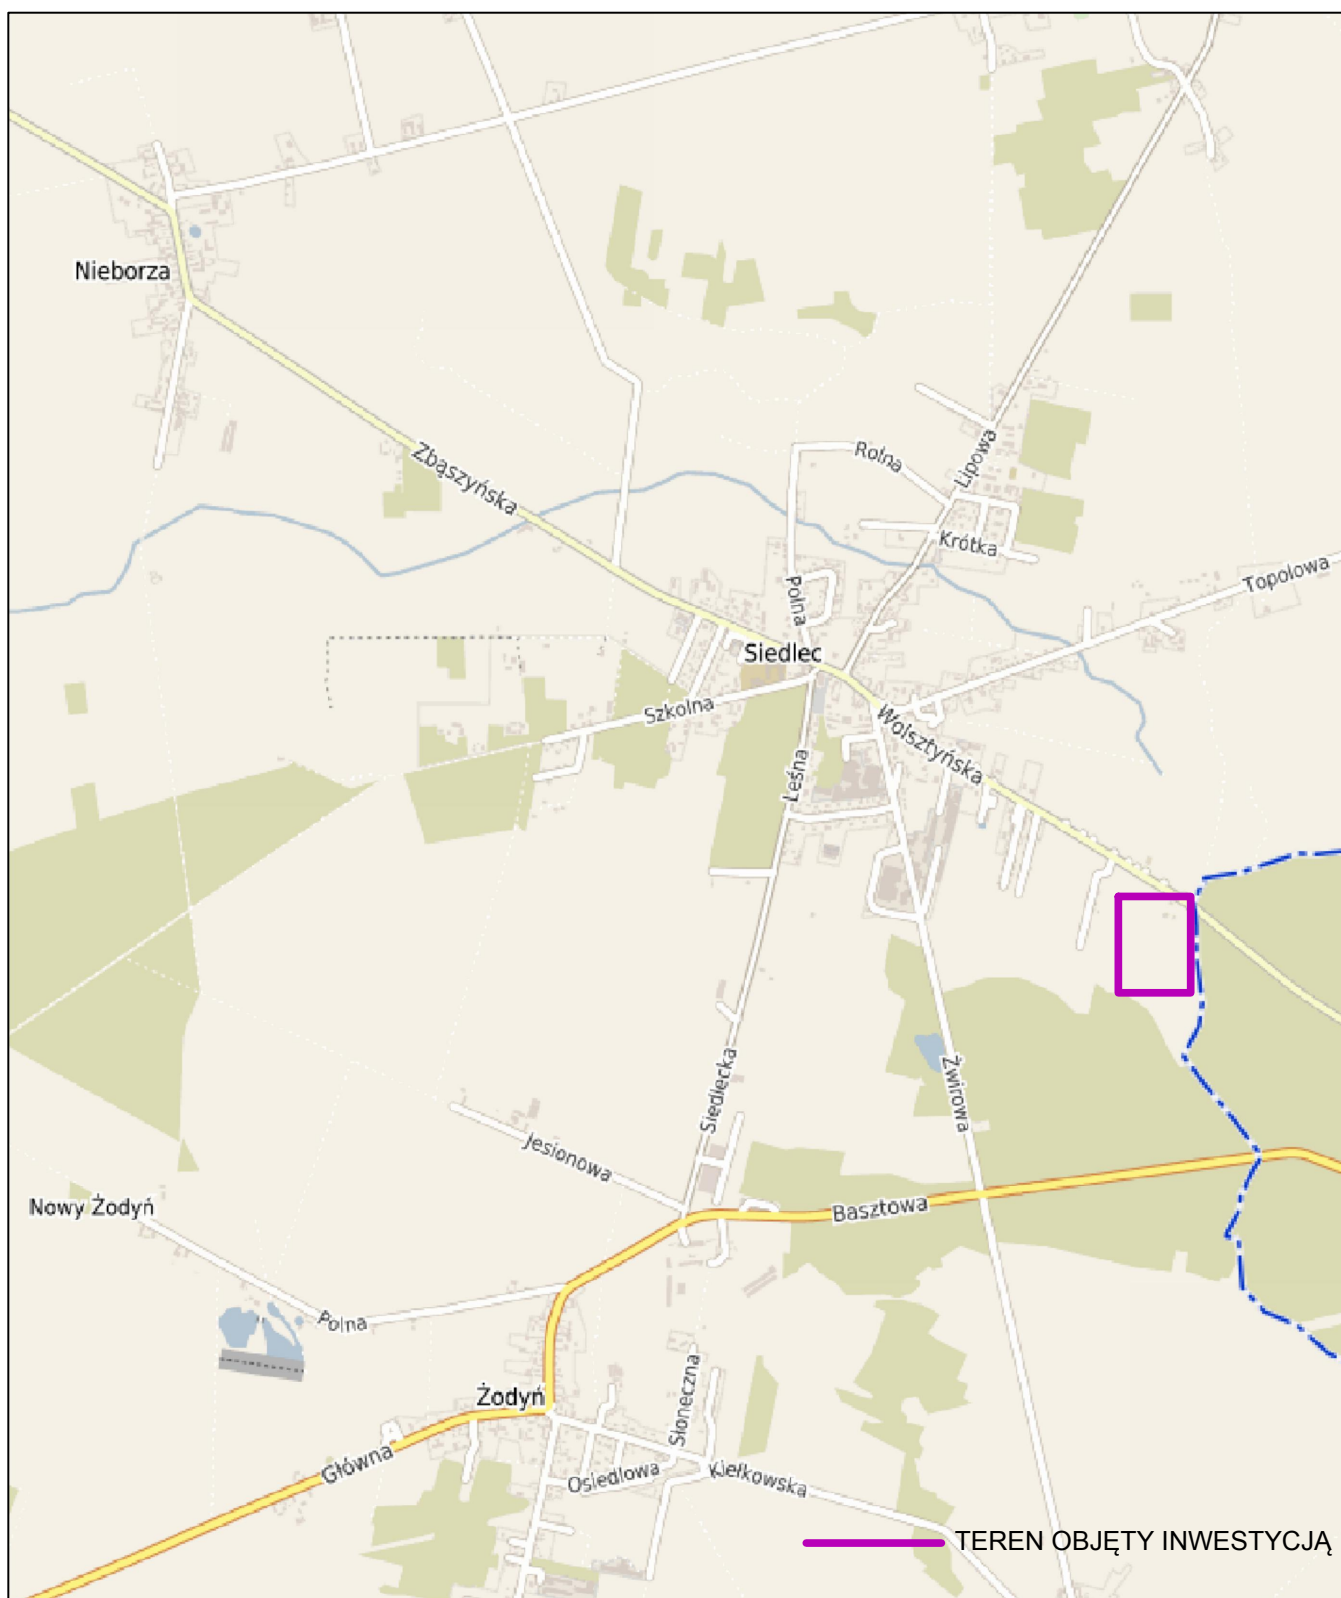 Nieborza
Zbąszyńska
Rolna
Lipowa
Krótka
Topolowa
Polna
Siedlec
Szkolna
Wolsztyńska
Leśna
Siedlecka
Żwirowa
Jesionowa
Nowy Żodyń
Basztowa
Polna
Żodyń
Słoneczna
Główna
Osiedlowa
Kiełkowska
TEREN OBJĘTY INWESTYCJĄ